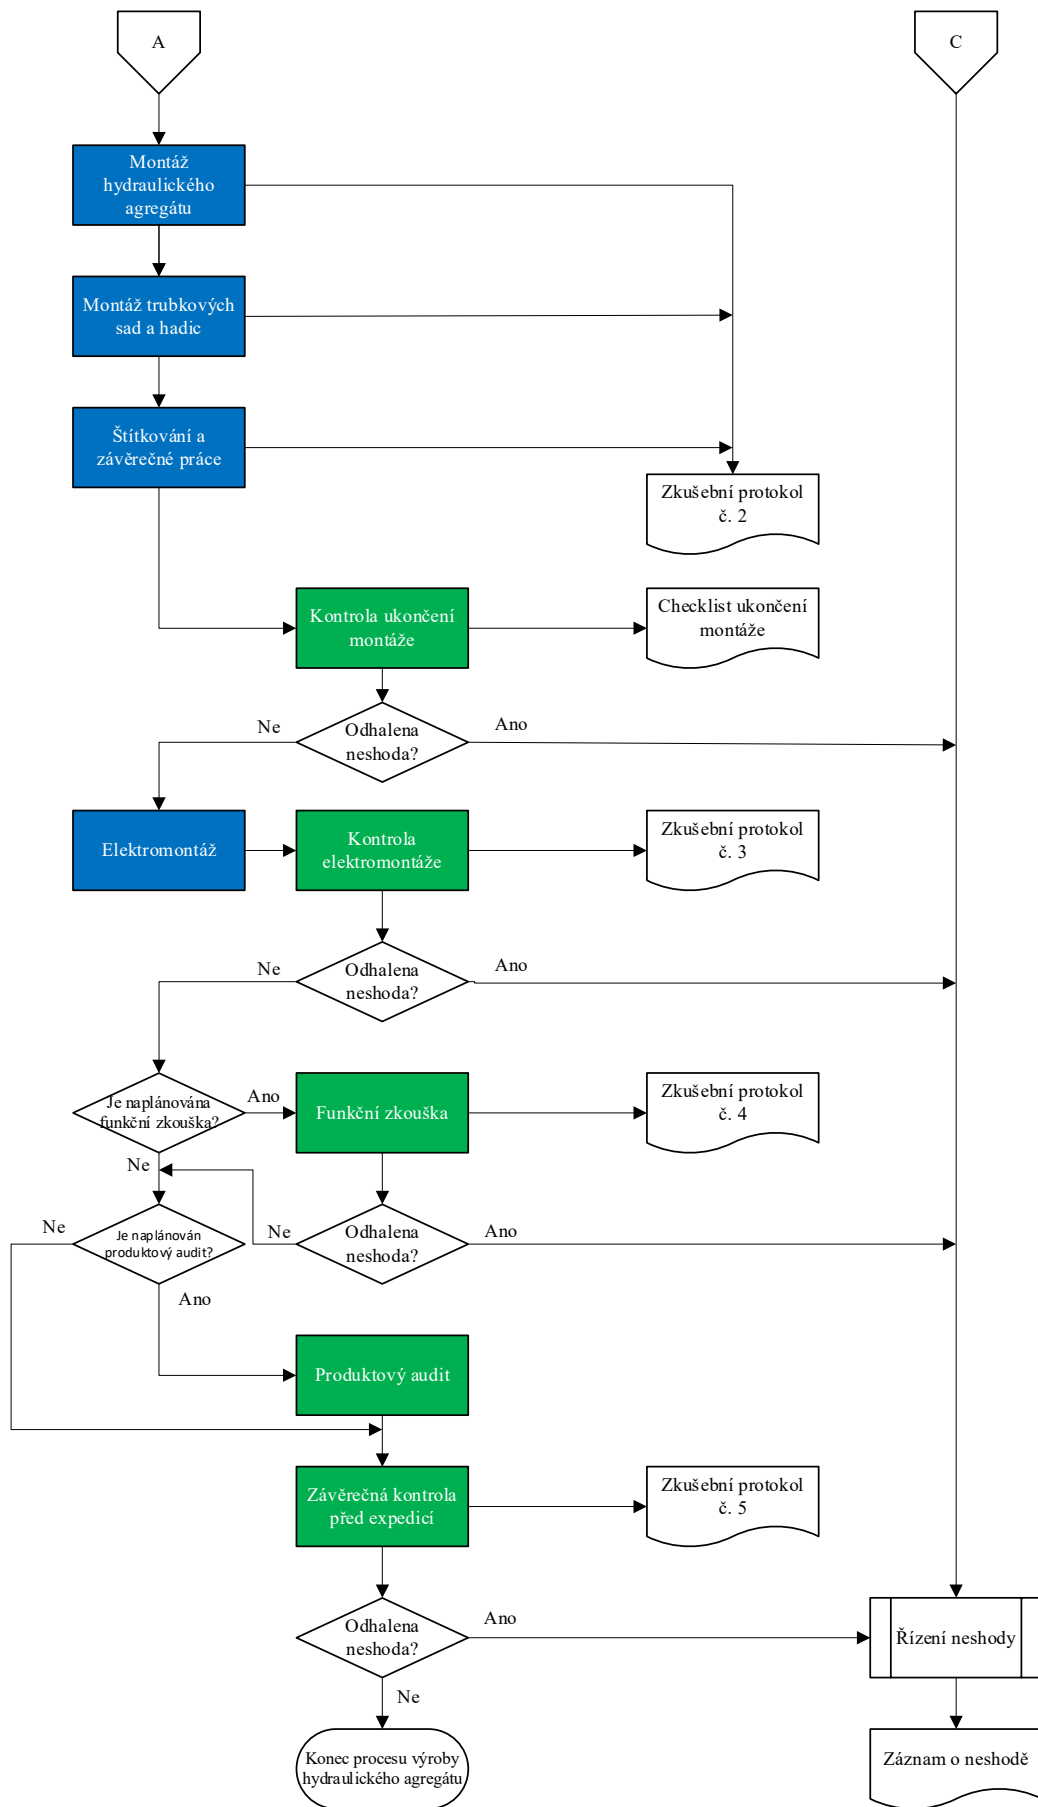 A
C
Montáž
hydraulického
agregátu
Montáž trubkových
sad a hadic
Štítkování a
závěrečné práce
Zkušební protokol
č. 2
Kontrola ukončení
montáže
Checklist ukončení
montáže
Ne
Odhalena
neshoda?
Ano
Elektromontáž
Kontrola
elektromontáže
Zkušební protokol
č. 3
Ne
Odhalena
neshoda?
Ano
Je naplánována
funkční zkouška?
Ano
Funkční zkouška
Zkušební protokol
č. 4
Ne
Ne
Je naplánován
produktový audit?
Ne
Odhalena
neshoda?
Ano
Ano
Produktový audit
Závěrečná kontrola
před expedicí
Zkušební protokol
č. 5
Odhalena
neshoda?
Ano
Řízení neshody
Ne
Konec procesu výroby
hydraulického agregátu
Záznam o neshodě